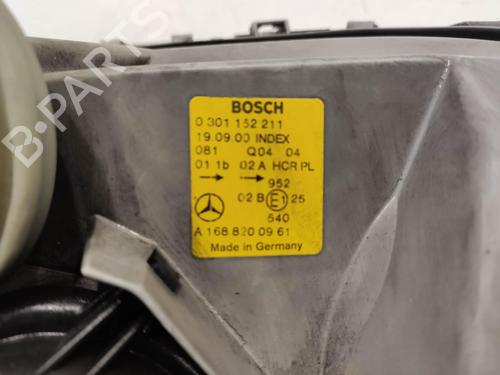 BOSCH
0 301 152 211
19.09.00 INDEX
081 Q04 04
01 1b 02 A HCR PL
952
02 B E1 25
540
A 168 820 09 61
Made in Germany
B-PARTS